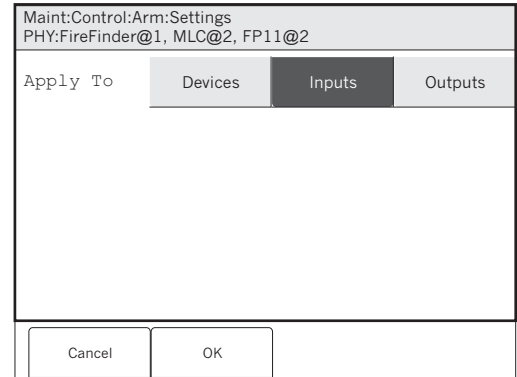 Maint:Control:Arm:Settings
PHY:FireFinder@1, MLC@2, FP11@2
Apply To Devices Inputs Outputs
Cancel OK